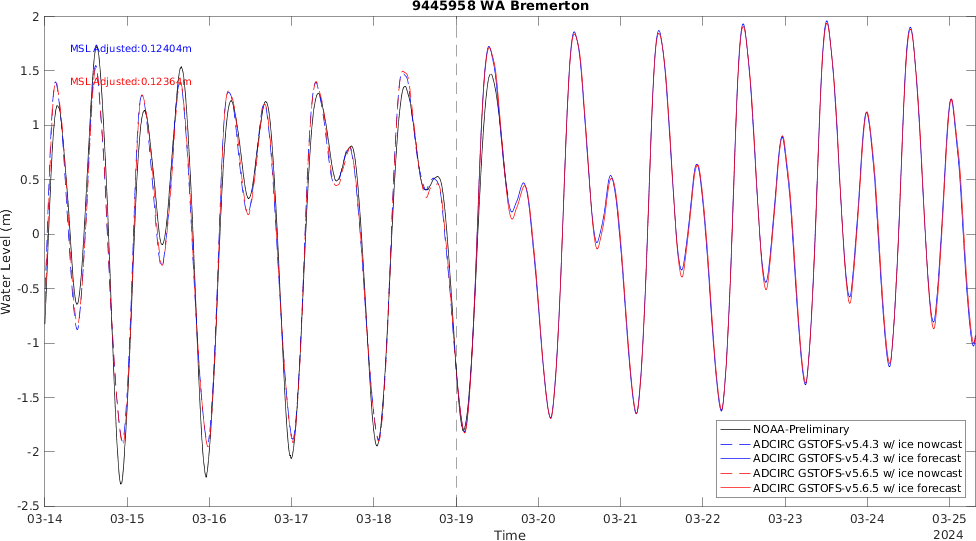 9445958 WA Bremerton
2
1.5
1
0.5
0
-0.5
-1
-1.5
-2
-2.5
Water Level (m)
MSL Adjusted:0.12404m
MSL Adjusted:0.12364m
NOAA-Preliminary
ADCIRC GSTOFS-v5.4.3 w/ ice nowcast
ADCIRC GSTOFS-v5.4.3 w/ ice forecast
ADCIRC GSTOFS-v5.6.5 w/ ice nowcast
ADCIRC GSTOFS-v5.6.5 w/ ice forecast
03-14 03-15 03-16 03-17 03-18 03-19 03-20 03-21 03-22 03-23 03-24 03-25
Time
2024